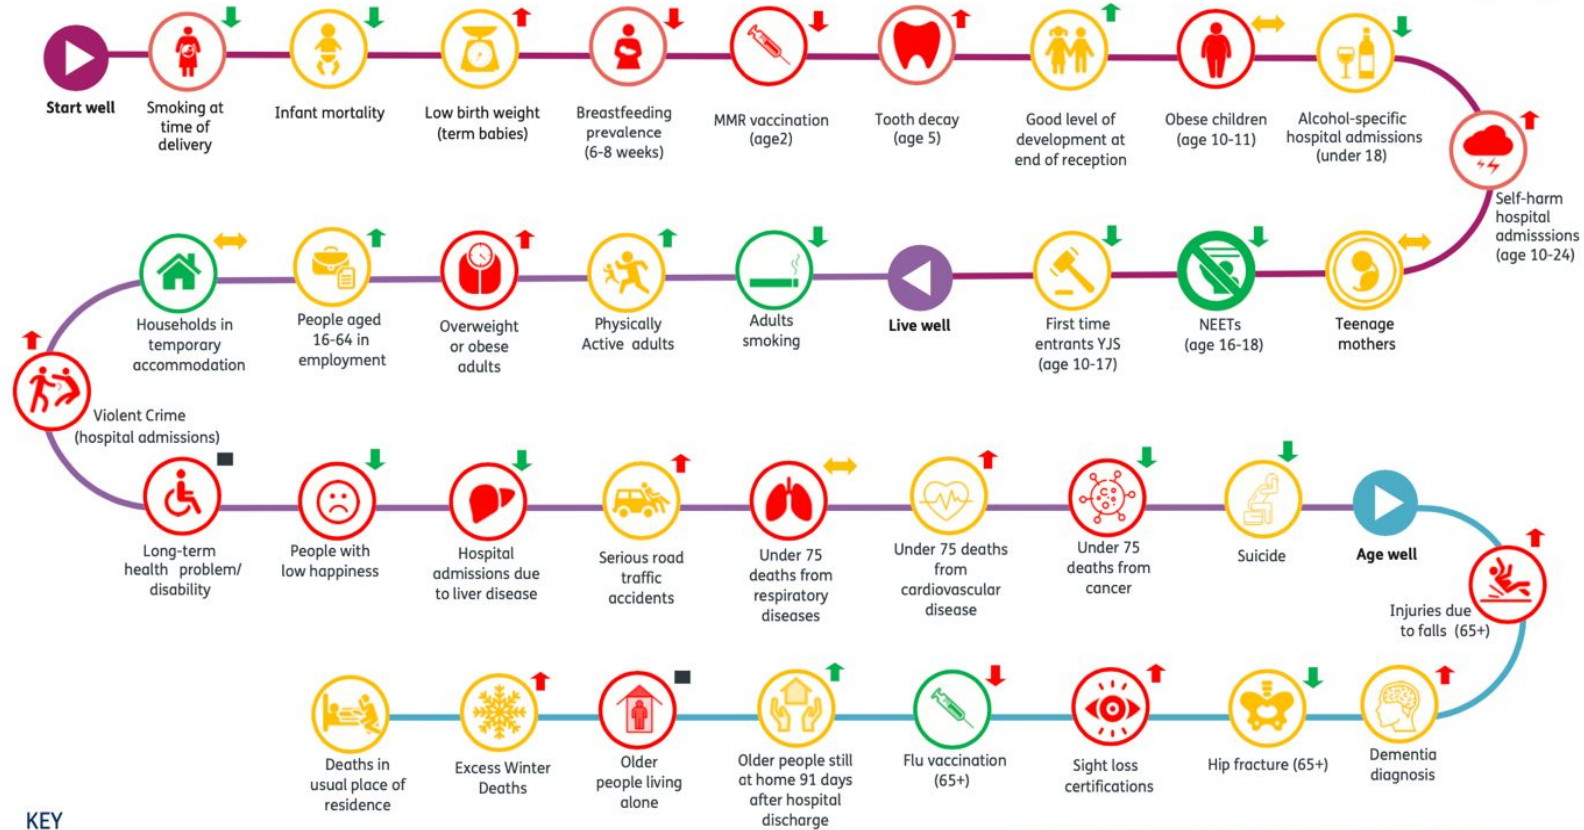 Start well
Smoking at
time of
delivery
Infant mortality
Low birth weight
(term babies)
Breastfeeding
prevalence
(6-8 weeks)
MMR vaccination
(age2)
Tooth decay
(age 5)
Good level of
development at
end of reception
Obese children
(age 10-11)
Alcohol-specific
hospital admissions
(under 18)
Self-harm
hospital
admisssions
(age 10-24)
Households in
temporary
accommodation
People aged
16-64 in
employment
Overweight
or obese
adults
Physically
Active adults
Adults
smoking
Live well
First time
entrants YJS
(age 10-17)
NEETs
(age 16-18)
Teenage
mothers
Violent Crime
(hospital admissions)
Long-term
health problem/
disability
People with
low happiness
Hospital
admissions due
to liver disease
Serious road
traffic
accidents
Under 75
deaths from
respiratory
diseases
Under 75 deaths
from
cardiovascular
disease
Under 75
deaths from
cancer
Suicide
Age well
Injuries due
to falls (65+)
Deaths in
usual place of
residence
Excess Winter
Deaths
Older
people living
alone
Older people still
at home 91 days
after hospital
discharge
Flu vaccination
(65+)
Sight loss
certifications
Hip fracture (65+)
Dementia
diagnosis
KEY